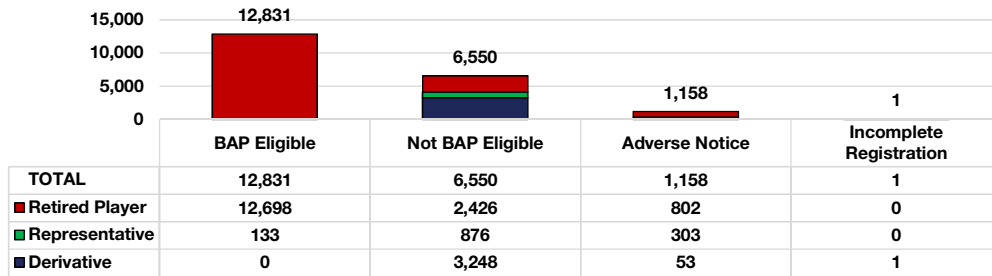 15,000
10,000
5,000
0
12,831
6,550
1,158
1
BAP Eligible Not BAP Eligible Adverse Notice Incomplete Registration
TOTAL 12,831 6,550 1,158 1
Retired Player 12,698 2,426 802 0
Representative 133 876 303 0
Derivative 0 3,248 53 1